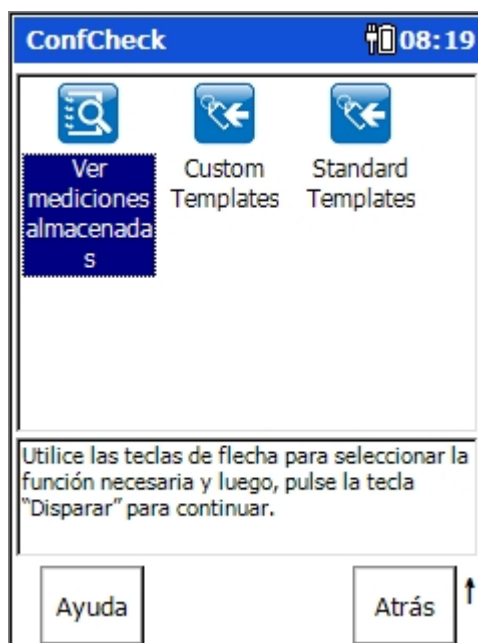 ConfCheck 08:19
Ver
mediciones
almacenada
s
Custom
Templates
Standard
Templates
Utilice las teclas de flecha para seleccionar la
función necesaria y luego, pulse la tecla
“Disparar” para continuar.
Ayuda
Atrás